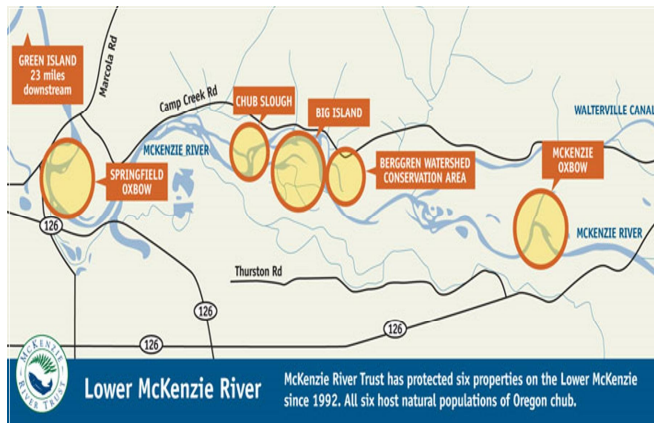 GREEN ISLAND
23 miles
downstream
Marcola Rd
Camp Creek Rd
CHUB SLOUGH
BIG ISLAND
WALTERVILLE CANAL
MCKENZIE RIVER
MCKENZIE
OXBOW
SPRINGFIELD
OXBOW
BERGGREN WATERSHED
CONSERVATION AREA
126
MCKENZIE RIVER
Thurston Rd
126
126
126
MCKENZIE
RIVER TRUST
Lower McKenzie River
McKenzie River Trust has protected six properties on the Lower McKenzie
since 1992. All six host natural populations of Oregon chub.